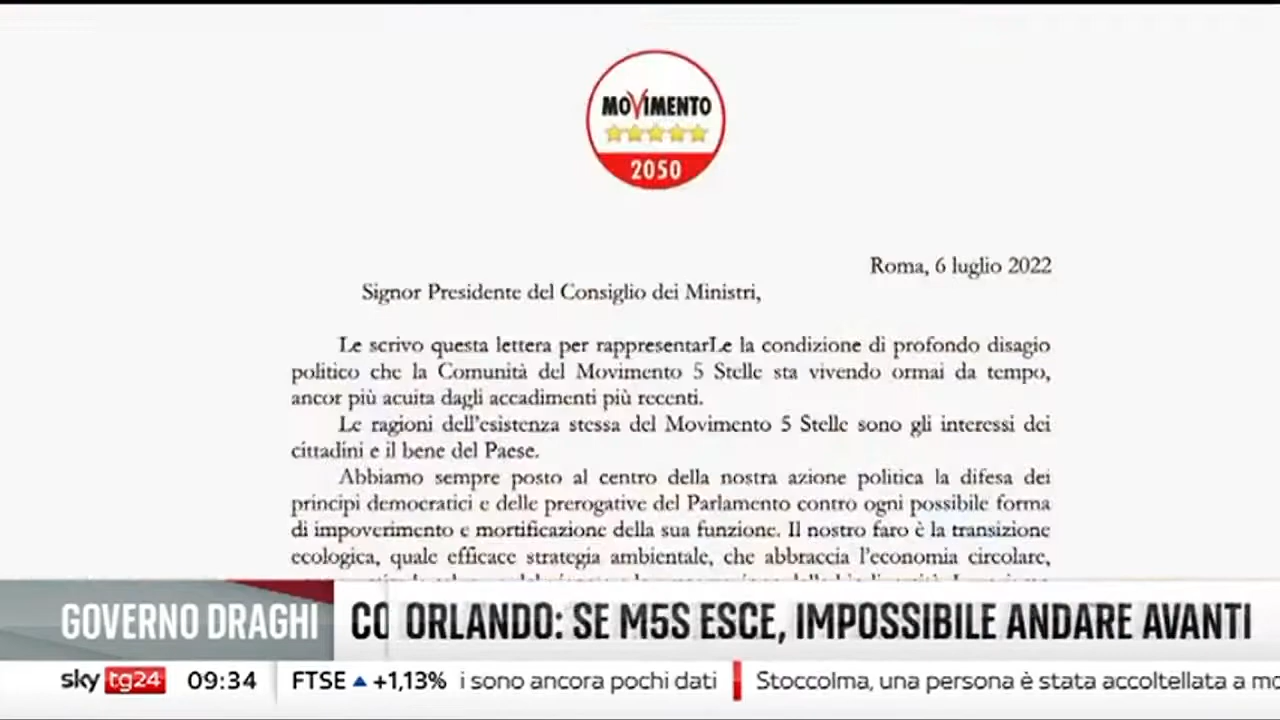 MOVIMENTO
2050
Roma, 6 luglio 2022
Signor Presidente del Consiglio dei Ministri,
Le scrivo questa lettera per rappresentarLe la condizione di profondo disagio
politico che la Comunità del Movimento 5 Stelle sta vivendo ormai da tempo,
ancor più acuita dagli accadimenti più recenti.
Le ragioni dell'esistenza stessa del Movimento 5 Stelle sono gli interessi dei
cittadini e il bene del Paese.
Abbiamo sempre posto al centro della nostra azione politica la difesa dei
principi democratici e delle prerogative del Parlamento contro ogni possibile forma
di impoverimento e mortificazione della sua funzione. Il nostro faro è la transizione
ecologica, quale efficace strategia ambientale, che abbraccia l'economia circolare,
GOVERNO DRAGHI CO ORLANDO: SE M5S ESCE, IMPOSSIBILE ANDARE AVANTI
sky tg24 09:34 FTSE ▲ +1,13% i sono ancora pochi dati Stoccolma, una persona è stata accoltellata a mo